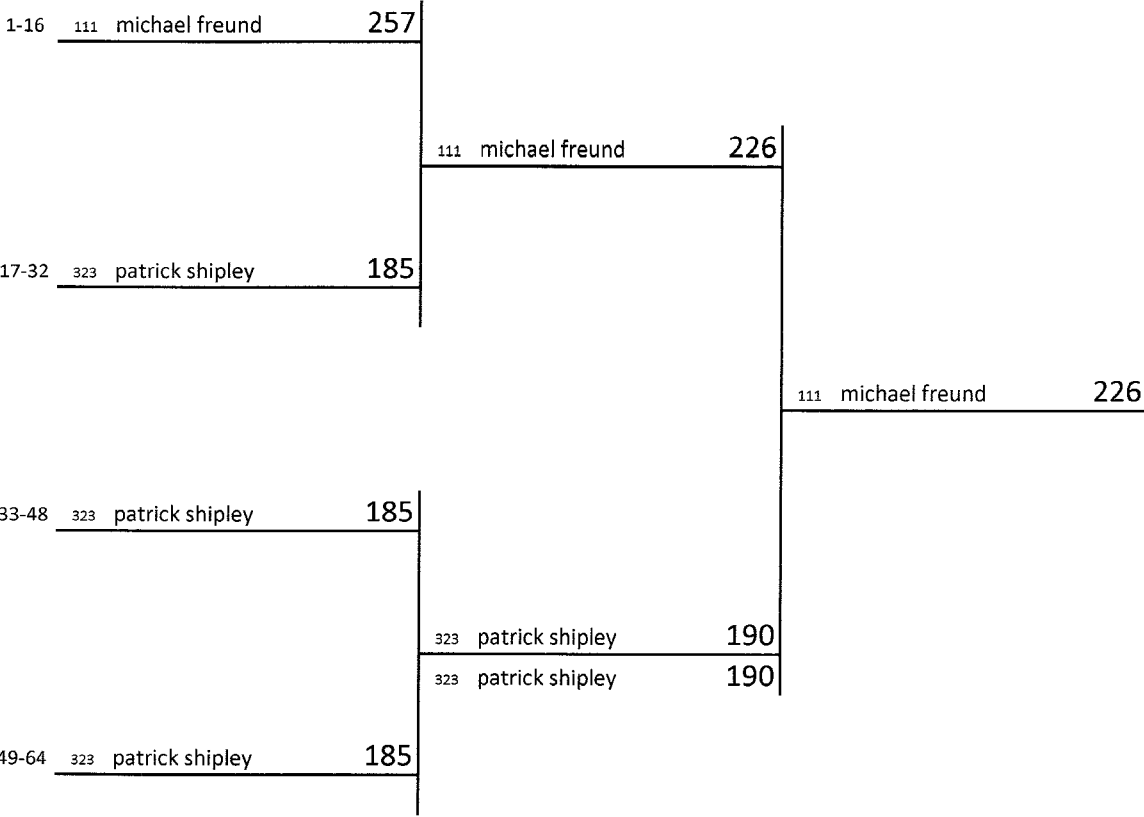 1-16 111 michael freund 257
111 michael freund 226
17-32 323 patrick shipley 185
111 michael freund 226
33-48 323 patrick shipley 185
323 patrick shipley 190
323 patrick shipley 190
49-64 323 patrick shipley 185